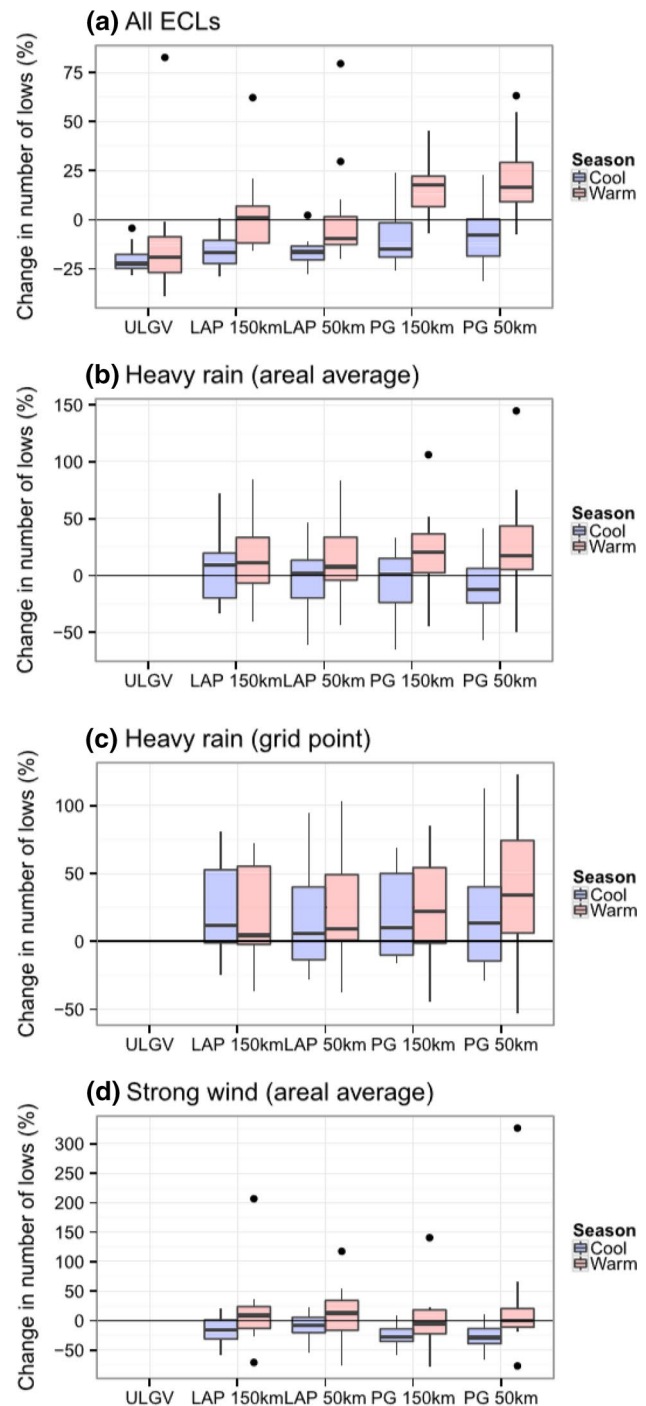 (a) All ECLs
Change in number of lows (%)
75
50
25
0
−25
ULGV LAP 150km LAP 50km PG 150km PG 50km
Season
Cool
Warm
(b) Heavy rain (areal average)
Change in number of lows (%)
150
100
50
0
−50
ULGV LAP 150km LAP 50km PG 150km PG 50km
Season
Cool
Warm
(c) Heavy rain (grid point)
Change in number of lows (%)
100
50
0
−50
ULGV LAP 150km LAP 50km PG 150km PG 50km
Season
Cool
Warm
(d) Strong wind (areal average)
Change in number of lows (%)
300
250
200
150
100
50
0
−50
ULGV LAP 150km LAP 50km PG 150km PG 50km
Season
Cool
Warm